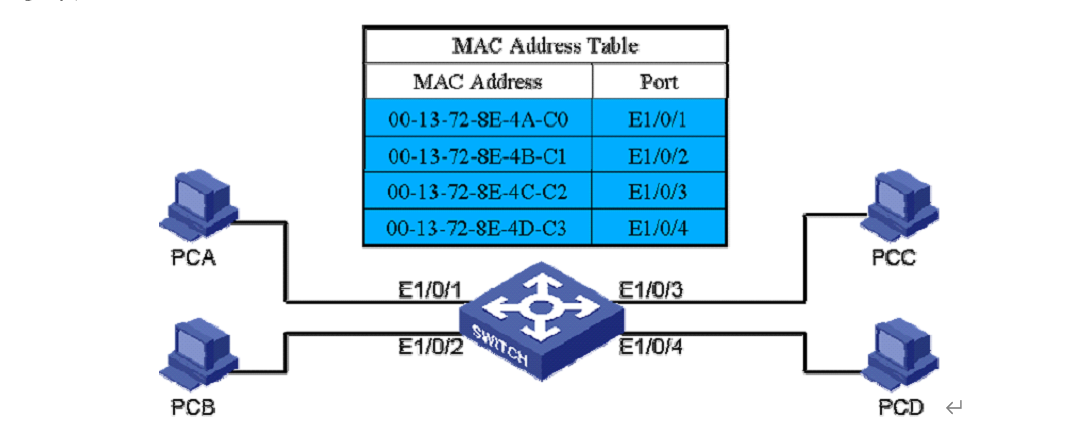 MAC Address Table
MAC Address Port
00-13-72-8E-4A-C0 E1/0/1
00-13-72-8E-4B-C1 E1/0/2
00-13-72-8E-4C-C2 E1/0/3
00-13-72-8E-4D-C3 E1/0/4
PCA
PCC
E1/0/1
E1/0/3
SWITCH
E1/0/2
E1/0/4
PCB
PCD